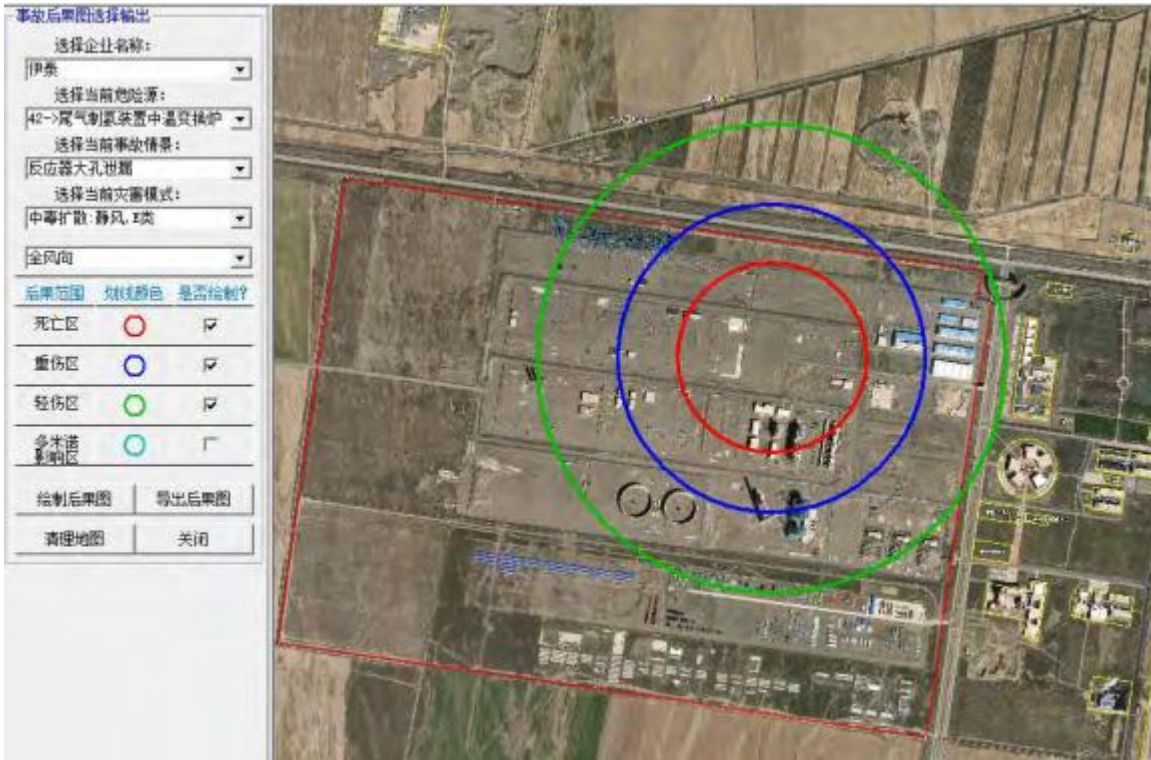 事故后果图选择输出
选择企业名称：
伊泰
选择当前危险源：
42->尾气制氢装置中温变换炉
选择当前事故情景：
反应器大孔泄漏
选择当前灾害模式：
中毒扩散:静风,E类
全风向
后果范围 划线颜色 是否绘制?
死亡区
重伤区
轻伤区
多米诺
影响区
绘制后果图 导出后果图
清理地图 关闭